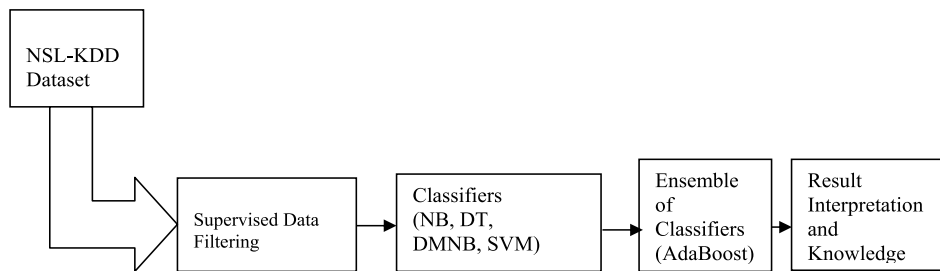 NSL-KDD
Dataset
Supervised Data
Filtering
Classifiers
(NB, DT,
DMNB, SVM)
Ensemble
of
Classifiers
(AdaBoost)
Result
Interpretation
and
Knowledge